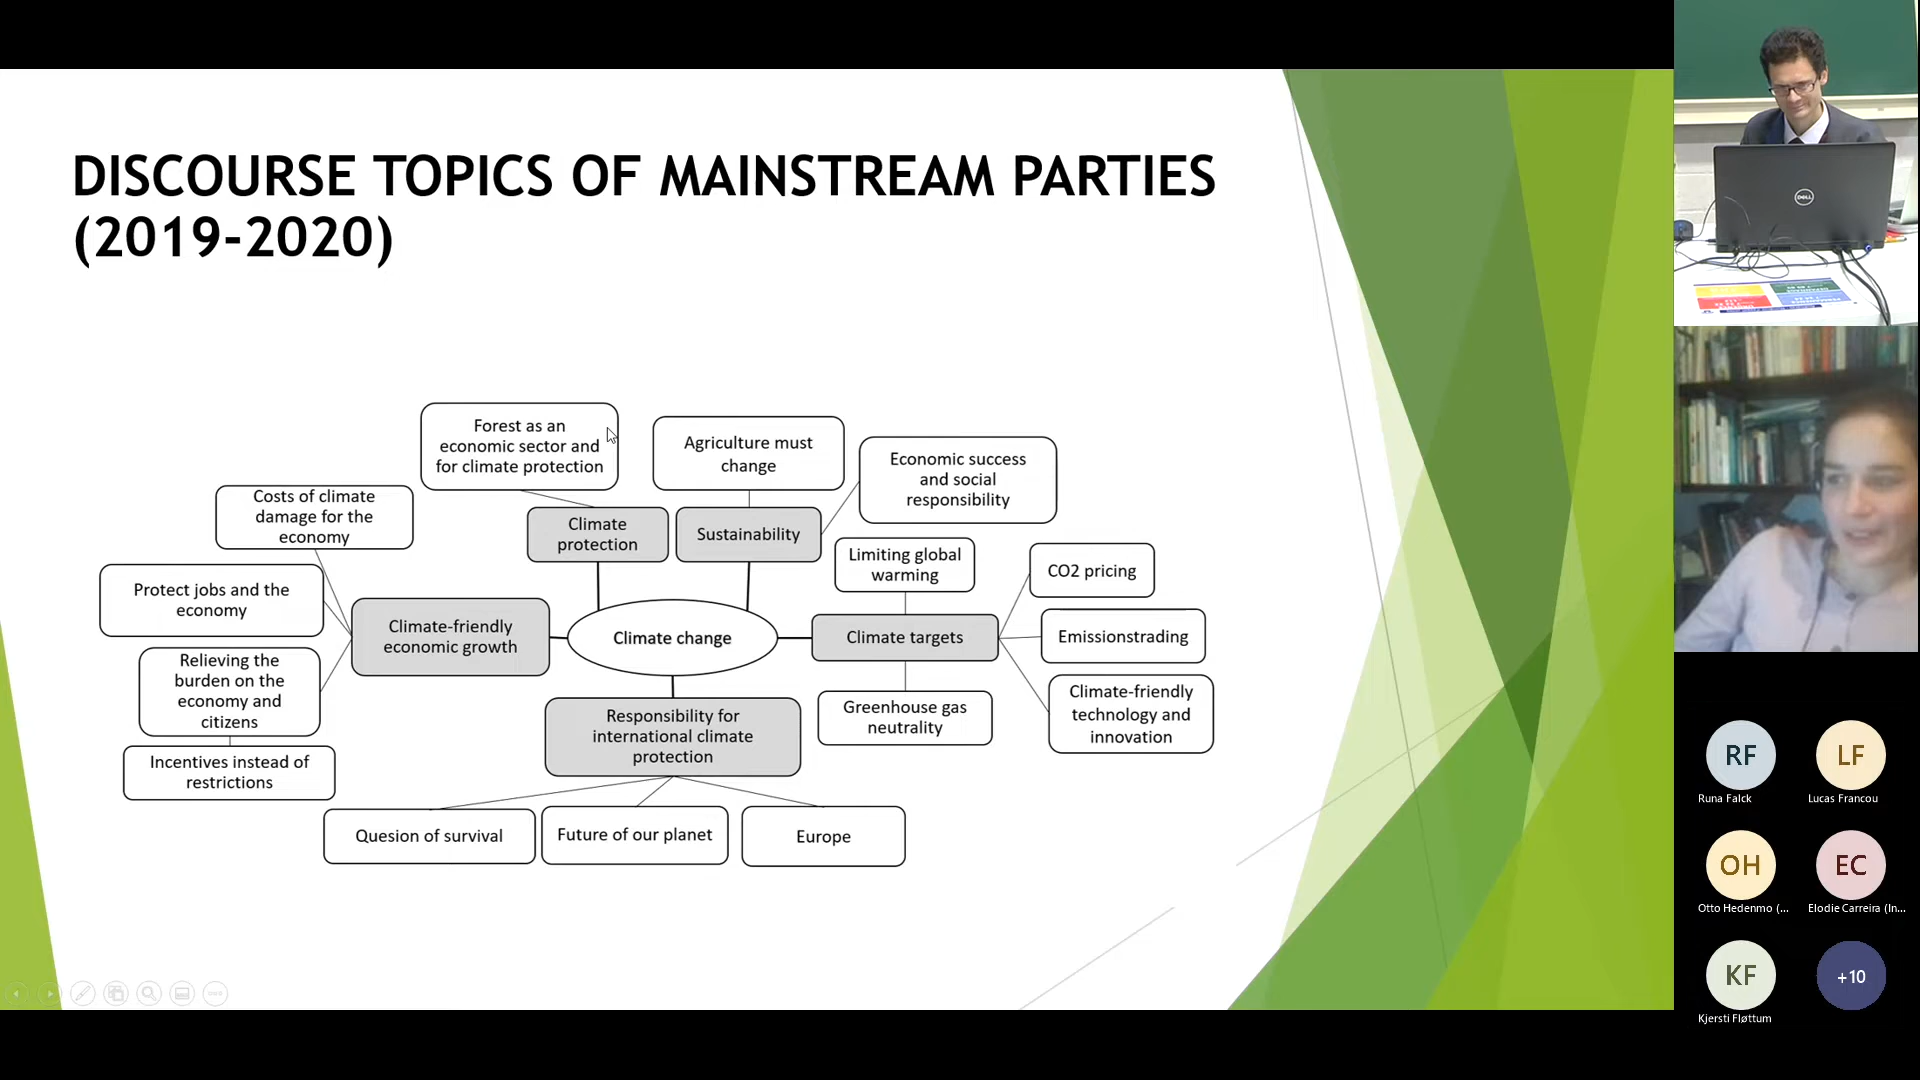 DISCOURSE TOPICS OF MAINSTREAM PARTIES
(2019-2020)
Forest as an
economic sector and
for climate protection
Agriculture must
change
Economic success
and social
responsibility
Costs of climate
damage for the
economy
Climate
protection
Sustainability
Limiting global
warming
CO2 pricing
Protect jobs and the
economy
Climate-friendly
economic growth
Climate change
Climate targets
Emissionstrading
Relieving the
burden on the
economy and
citizens
Responsibility for
international climate
protection
Greenhouse gas
neutrality
Climate-friendly
technology and
innovation
Incentives instead of
restrictions
Quesion of survival
Future of our planet
Europe
DELL
RF
Runa Falck
LF
Lucas Francou
OH
Otto Hedenmo (...
EC
Elodie Carreira (In...
KF
Kjersti Fløttum
+10